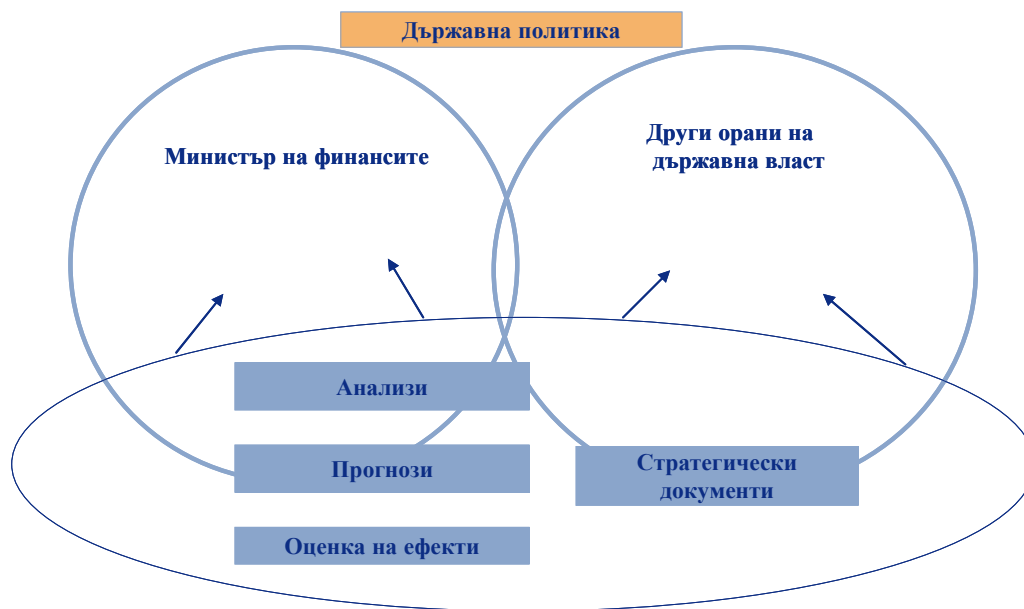 Държавна политика
Министър на финансите
Други орани на
държавна власт
Анализи
Прогнози
Стратегически
документи
Оценка на ефекти